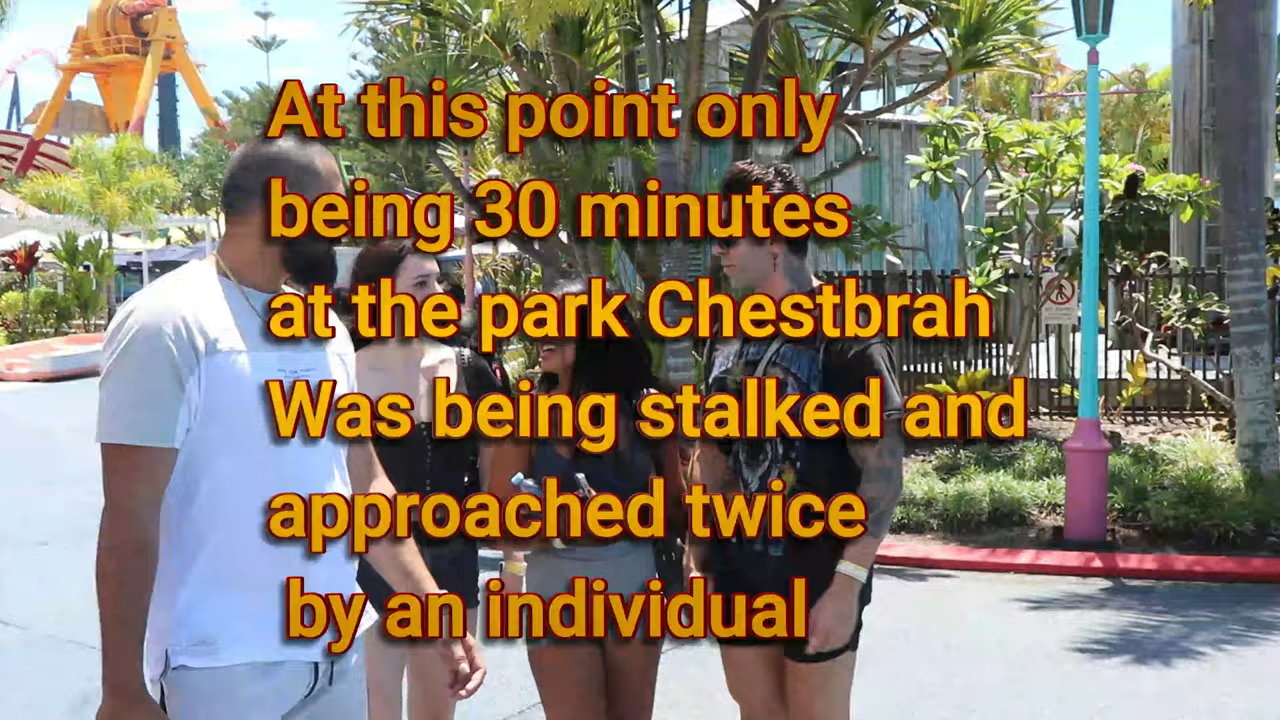 At this point only
being 30 minutes
at the park Chestbrah
Was being stalked and
approached twice
by an individual